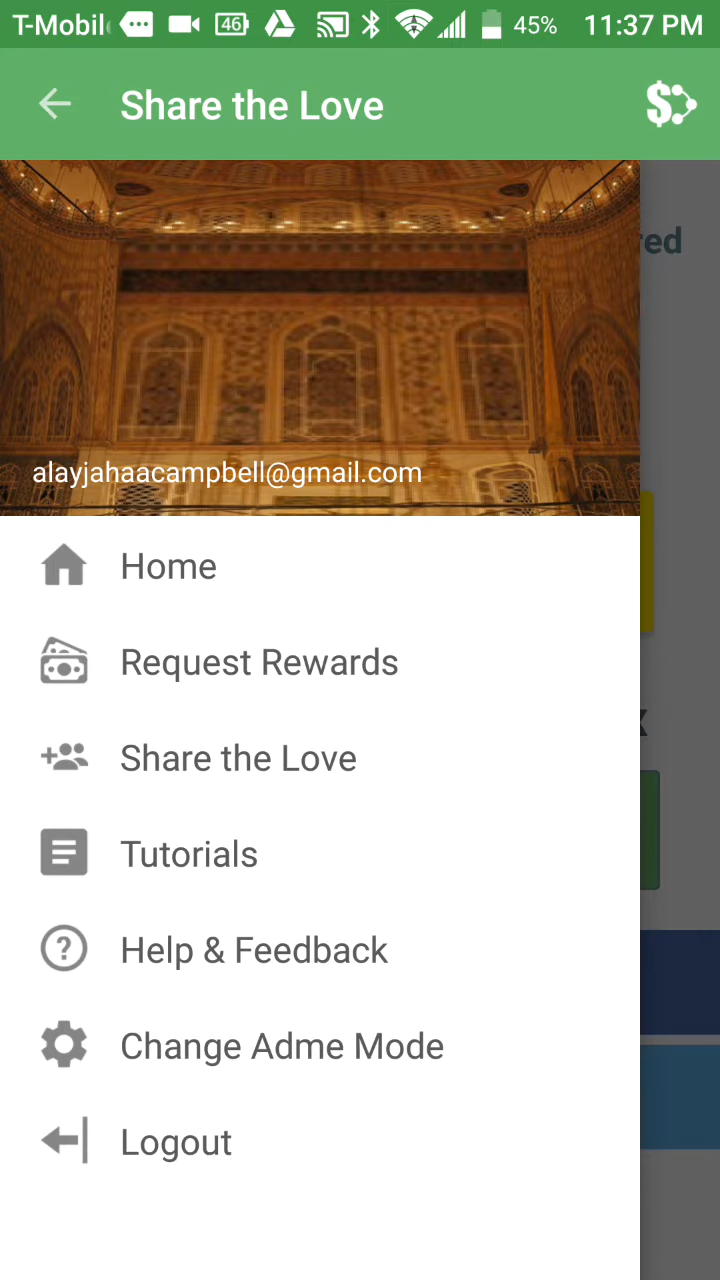 T-Mobil 46 45% 11:37 PM
Share the Love
red
alayjahaacampbell@gmail.com
Home
Request Rewards
Share the Love
Tutorials
Help & Feedback
Change Adme Mode
Logout